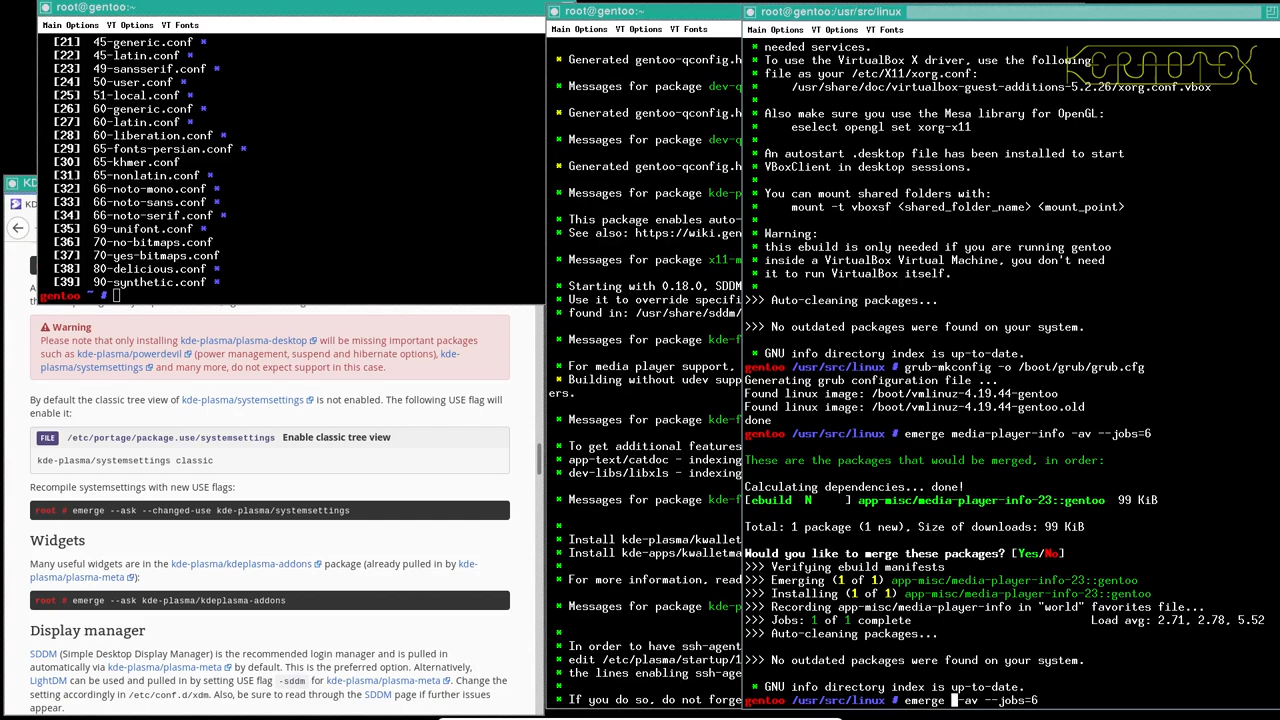 root@gentoo:~
Main Options  VT Options  VT Fonts
[21]  45-generic.conf *
[22]  45-latin.conf *
[23]  49-sansserif.conf *
[24]  50-user.conf *
[25]  51-local.conf *
[26]  60-generic.conf *
[27]  60-latin.conf *
[28]  60-liberation.conf *
[29]  65-fonts-persian.conf *
[30]  65-khmer.conf
[31]  65-nonlatin.conf *
[32]  66-noto-mono.conf *
[33]  66-noto-sans.conf *
[34]  66-noto-serif.conf *
[35]  69-unifont.conf *
[36]  70-no-bitmaps.conf
[37]  70-yes-bitmaps.conf
[38]  80-delicious.conf *
[39]  90-synthetic.conf *
gentoo ~ #
Warning
Please note that only installing kde-plasma/plasma-desktop will be missing important packages
such as kde-plasma/powerdevil (power management, suspend and hibernate options), kde-
plasma/systemsettings and many more, do not expect support in this case.
By default the classic tree view of kde-plasma/systemsettings is not enabled. The following USE flag will
enable it:
FILE /etc/portage/package.use/systemsettings Enable classic tree view
kde-plasma/systemsettings classic
Recompile systemsettings with new USE flags:
root # emerge --ask --changed-use kde-plasma/systemsettings
Widgets
Many useful widgets are in the kde-plasma/kdeplasma-addons package (already pulled in by kde-
plasma/plasma-meta):
root # emerge --ask kde-plasma/kdeplasma-addons
Display manager
SDDM (Simple Desktop Display Manager) is the recommended login manager and is pulled in
automatically via kde-plasma/plasma-meta by default. This is the preferred option. Alternatively,
LightDM can be used and pulled in by setting USE flag -sddm for kde-plasma/plasma-meta. Change the
setting accordingly in /etc/conf.d/xdm. Also, be sure to read through the SDDM page if further issues
appear.
root@gentoo:~
Main Options  VT Options  VT Fonts
* Generated gentoo-qconfig.h
* Messages for package dev-q
* Generated gentoo-qconfig.h
* Messages for package dev-q
* Generated gentoo-qconfig.h
* Messages for package kde-p
* This package enables auto-
* See also: https://wiki.gen
* Messages for package x11-m
* Starting with 0.18.0, SDDM
* Use it to override specifi
* found in: /usr/share/sddm/
* Messages for package kde-f
* For media player support,
* Building without udev supp
ers.
* Messages for package kde-f
* To get additional features
* app-text/catdoc - indexing
* dev-libs/libxls - indexing
* Messages for package kde-f
*
* Install kde-plasma/kwallet
* Install kde-apps/kwalletma
*
* For more information, read
* Messages for package kde-p
*
* In order to have ssh-agent
* edit /etc/plasma/startup/1
* the lines enabling ssh-age
*
* If you do so, do not forge
root@gentoo:/usr/src/linux
Main Options  VT Options  VT Fonts
* needed services.
* To use the VirtualBox X driver, use the following
* file as your /etc/X11/xorg.conf:
*     /usr/share/doc/virtualbox-guest-additions-5.2.26/xorg.conf.vbox
*
* Also make sure you use the Mesa library for OpenGL:
*     eselect opengl set xorg-x11
*
* An autostart .desktop file has been installed to start
* VBoxClient in desktop sessions.
*
* You can mount shared folders with:
*     mount -t vboxsf <shared_folder_name> <mount_point>
*
* Warning:
* this ebuild is only needed if you are running gentoo
* inside a VirtualBox Virtual Machine, you don't need
* it to run VirtualBox itself.
>>> Auto-cleaning packages...
>>> No outdated packages were found on your system.
* GNU info directory index is up-to-date.
gentoo /usr/src/linux # grub-mkconfig -o /boot/grub/grub.cfg
Generating grub configuration file ...
Found linux image: /boot/vmlinuz-4.19.44-gentoo
Found linux image: /boot/vmlinuz-4.19.44-gentoo.old
done
gentoo /usr/src/linux # emerge media-player-info -av --jobs=6
These are the packages that would be merged, in order:
Calculating dependencies... done!
[ebuild  N     ] app-misc/media-player-info-23::gentoo  99 KiB
Total: 1 package (1 new), Size of downloads: 99 KiB
Would you like to merge these packages? [Yes/No]
>>> Verifying ebuild manifests
>>> Emerging (1 of 1) app-misc/media-player-info-23::gentoo
>>> Installing (1 of 1) app-misc/media-player-info-23::gentoo
>>> Recording app-misc/media-player-info in "world" favorites file...
>>> Jobs: 1 of 1 complete                           Load avg: 2.71, 2.78, 5.52
>>> Auto-cleaning packages...
>>> No outdated packages were found on your system.
* GNU info directory index is up-to-date.
gentoo /usr/src/linux # emerge -av --jobs=6